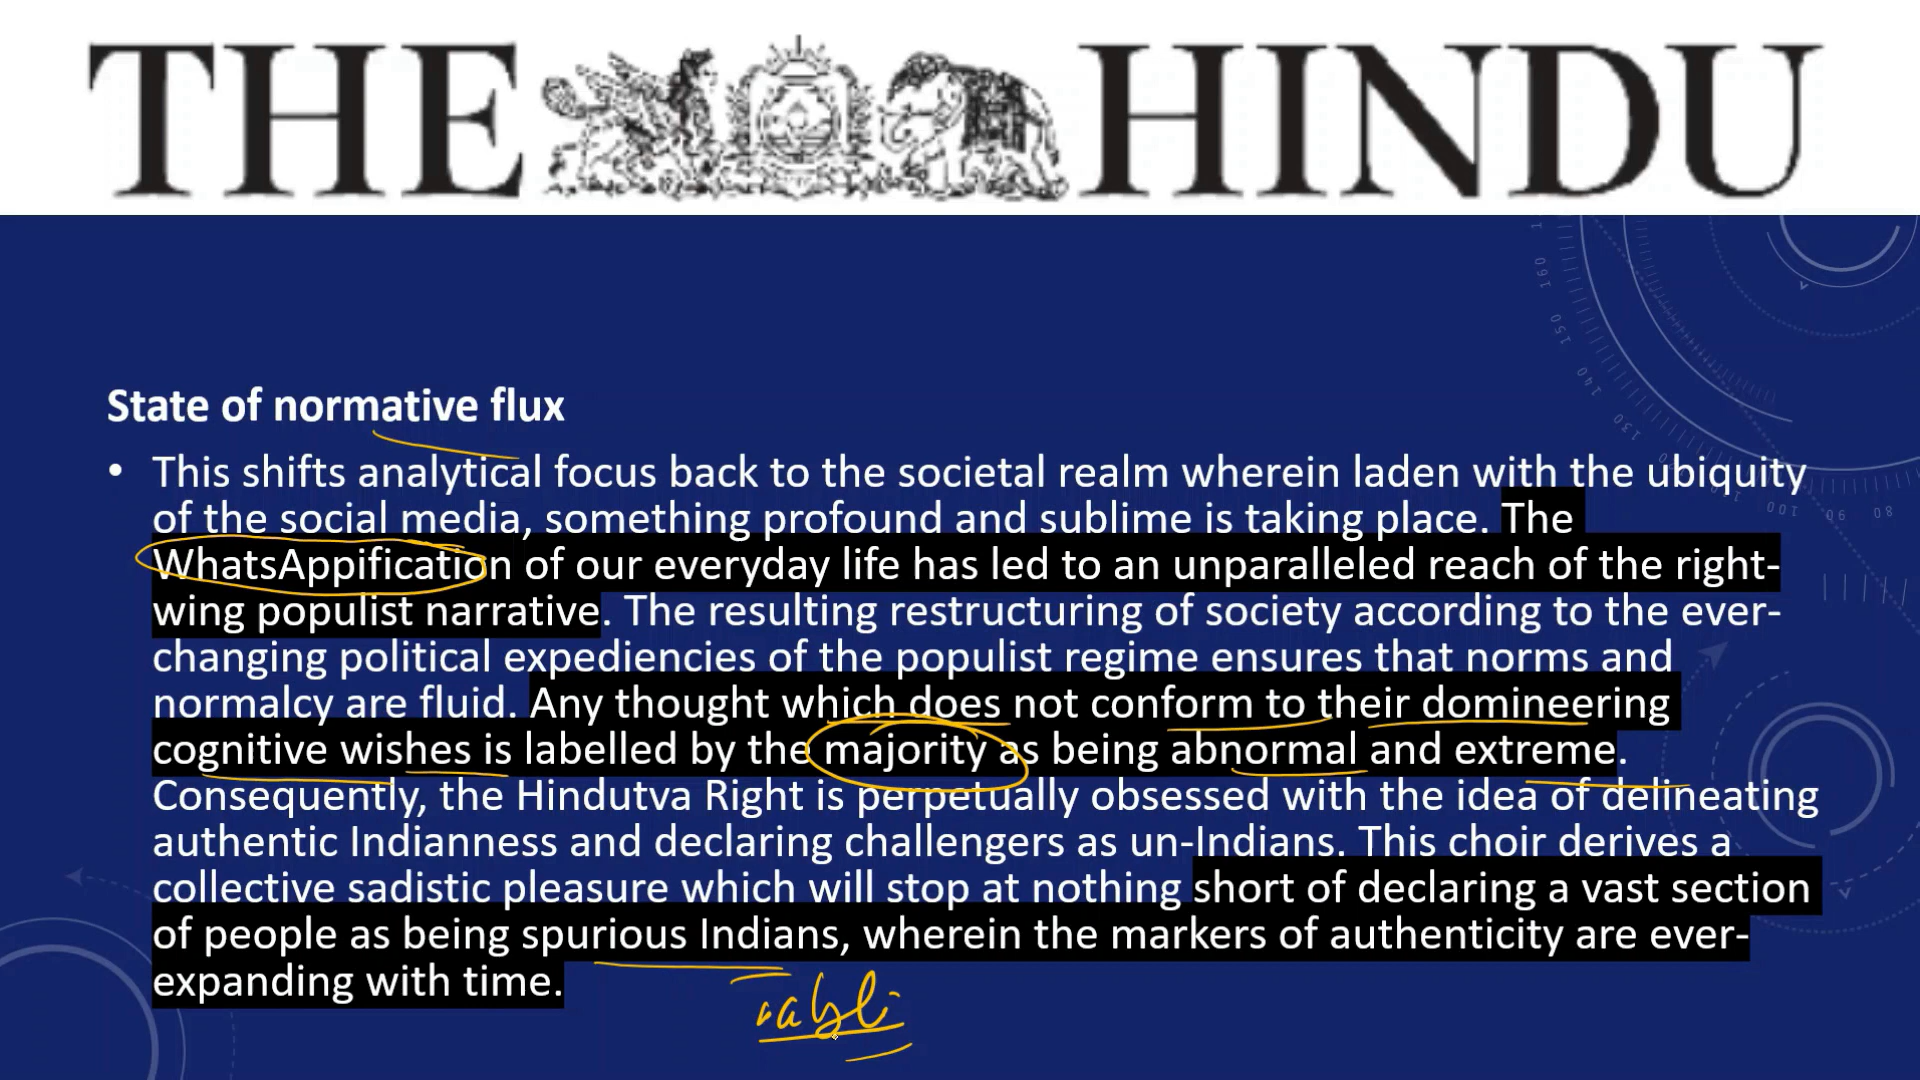 THE HINDU
State of normative flux
• This shifts analytical focus back to the societal realm wherein laden with the ubiquity
of the social media, something profound and sublime is taking place. The
WhatsAppification of our everyday life has led to an unparalleled reach of the right-
wing populist narrative. The resulting restructuring of society according to the ever-
changing political expediencies of the populist regime ensures that norms and
normalcy are fluid. Any thought which does not conform to their domineering
cognitive wishes is labelled by the majority as being abnormal and extreme.
Consequently, the Hindutva Right is perpetually obsessed with the idea of delineating
authentic Indianness and declaring challengers as un-Indians. This choir derives a
collective sadistic pleasure which will stop at nothing short of declaring a vast section
of people as being spurious Indians, wherein the markers of authenticity are ever-
expanding with time.